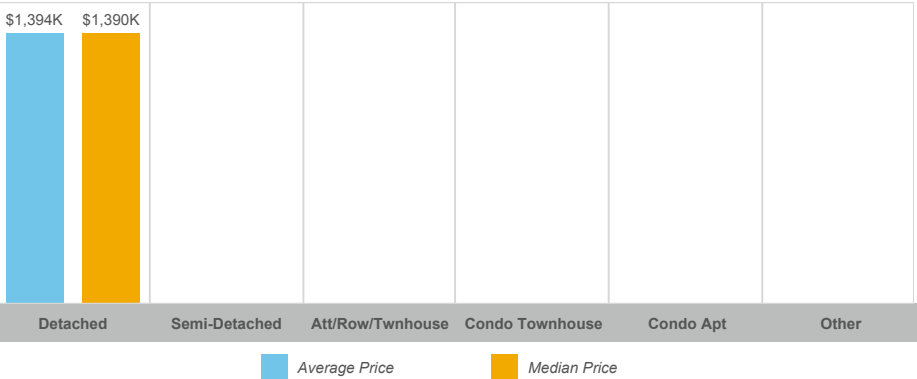 $1,394K $1,390K
Detached Semi-Detached Att/Row/Twnhouse Condo Townhouse Condo Apt Other
Average Price Median Price